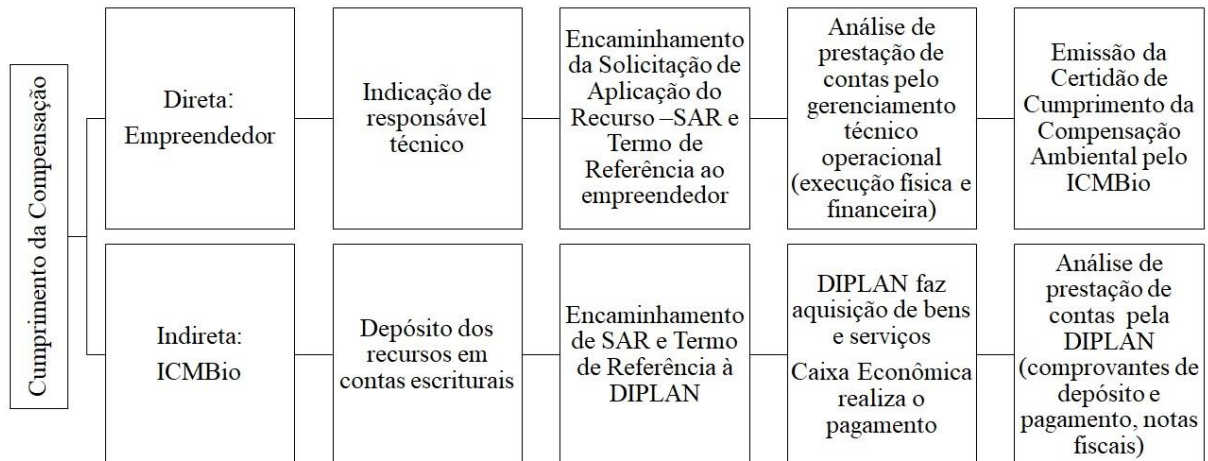 Cumprimento da Compensação
Direta:
Empreendedor
Indicação de
responsável
técnico
Encaminhamento
da Solicitação de
Aplicação do
Recurso –SAR e
Termo de
Referência ao
empreendedor
Análise de
prestação de
contas pelo
gerenciamento
técnico
operacional
(execução física e
financeira)
Emissão da
Certidão de
Cumprimento da
Compensação
Ambiental pelo
ICMBio
Indireta:
ICMBio
Depósito dos
recursos em
contas escriturais
Encaminhamento
de SAR e Termo
de Referência à
DIPLAN
DIPLAN faz
aquisição de bens
e serviços
Caixa Econômica
realiza o
pagamento
Análise de
prestação de
contas pela
DIPLAN
(comprovantes de
depósito e
pagamento, notas
fiscais)